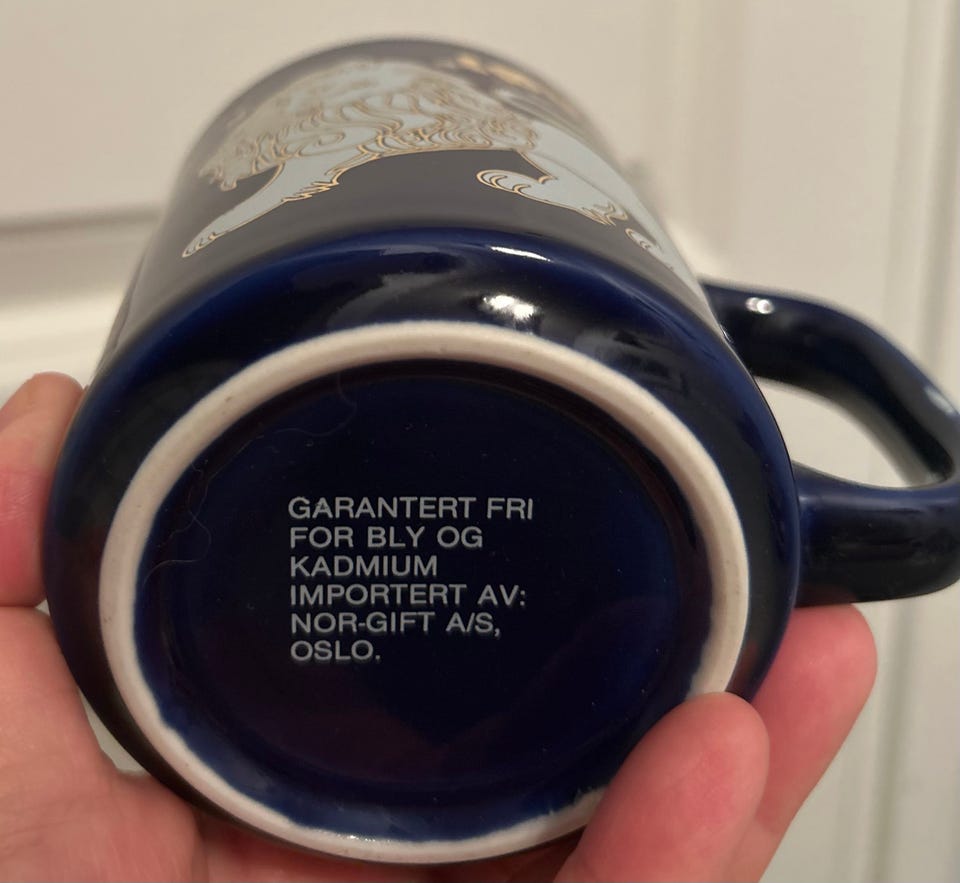 GARANTERT FRI
FOR BLY OG
KADMIUM
IMPORTERT AV:
NOR-GIFT A/S,
OSLO.